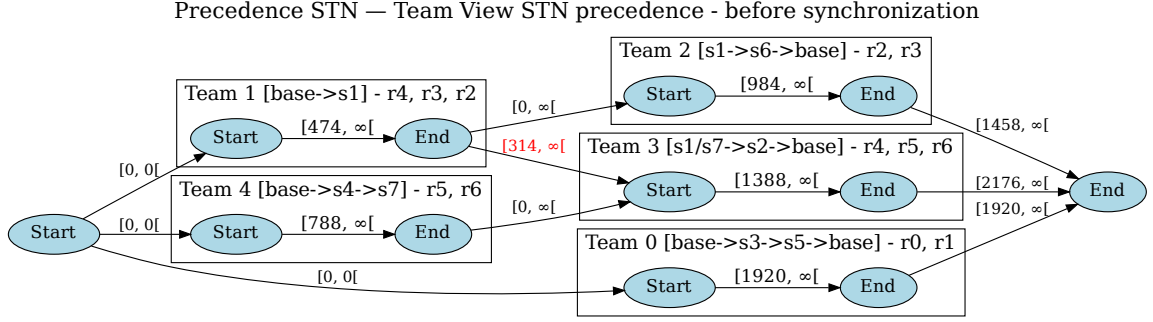 Precedence STN — Team View STN precedence - before synchronization
Team 2 [s1->s6->base] - r2, r3
Start
[984, ∞[
End
Team 1 [base->s1] - r4, r3, r2
Start
[474, ∞[
End
[0, ∞[
[1458, ∞[
[314, ∞[
Team 3 [s1/s7->s2->base] - r4, r5, r6
Start
[1388, ∞[
End
[2176, ∞[
End
[0, 0[
Team 4 [base->s4->s7] - r5, r6
Start
[0, 0[
Start
[788, ∞[
End
[0, ∞[
[1920, ∞[
Team 0 [base->s3->s5->base] - r0, r1
[0, 0[
Start
[1920, ∞[
End